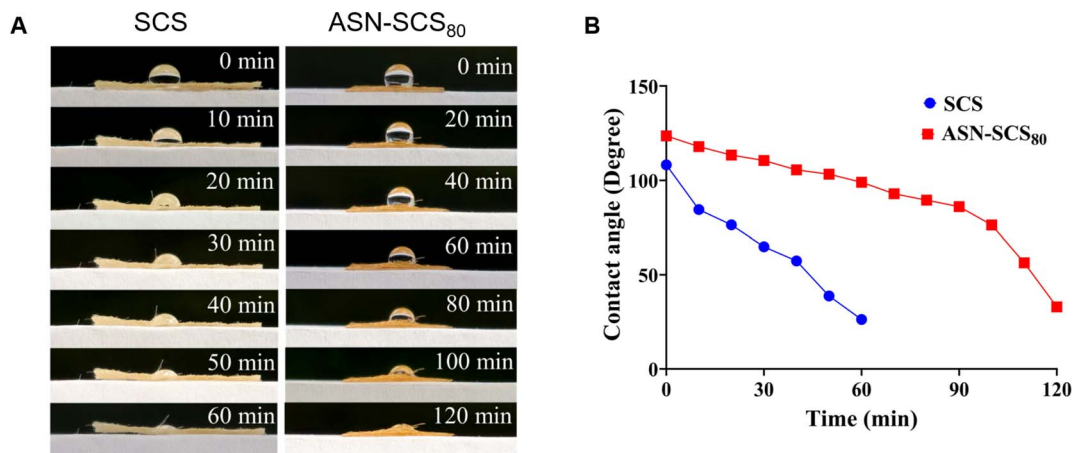 A
SCS
ASN-SCS80
0 min
10 min
20 min
30 min
40 min
50 min
60 min
0 min
20 min
40 min
60 min
80 min
100 min
120 min
B
SCS
ASN-SCS80
Contact angle (Degree)
150
100
50
0
0
30
60
90
120
Time (min)